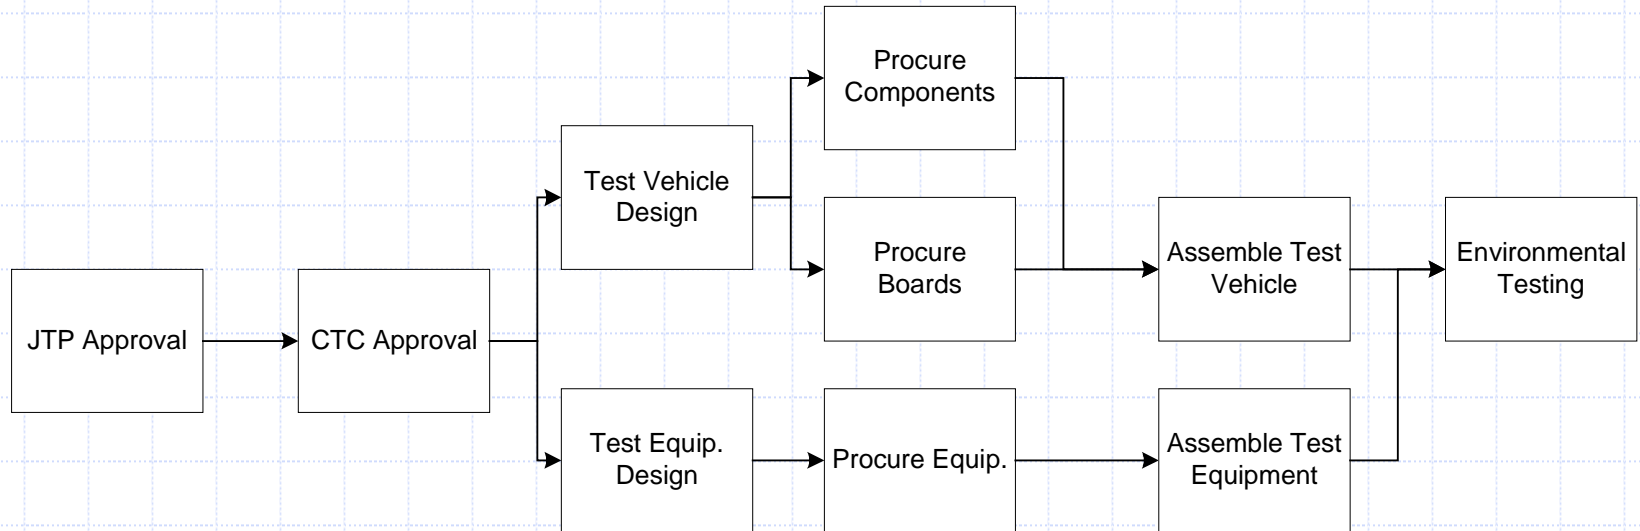 JTP Approval
CTC Approval
Test Vehicle
Design
Test Equip.
Design
Procure
Components
Procure
Boards
Procure Equip.
Assemble Test
Vehicle
Assemble Test
Equipment
Environmental
Testing